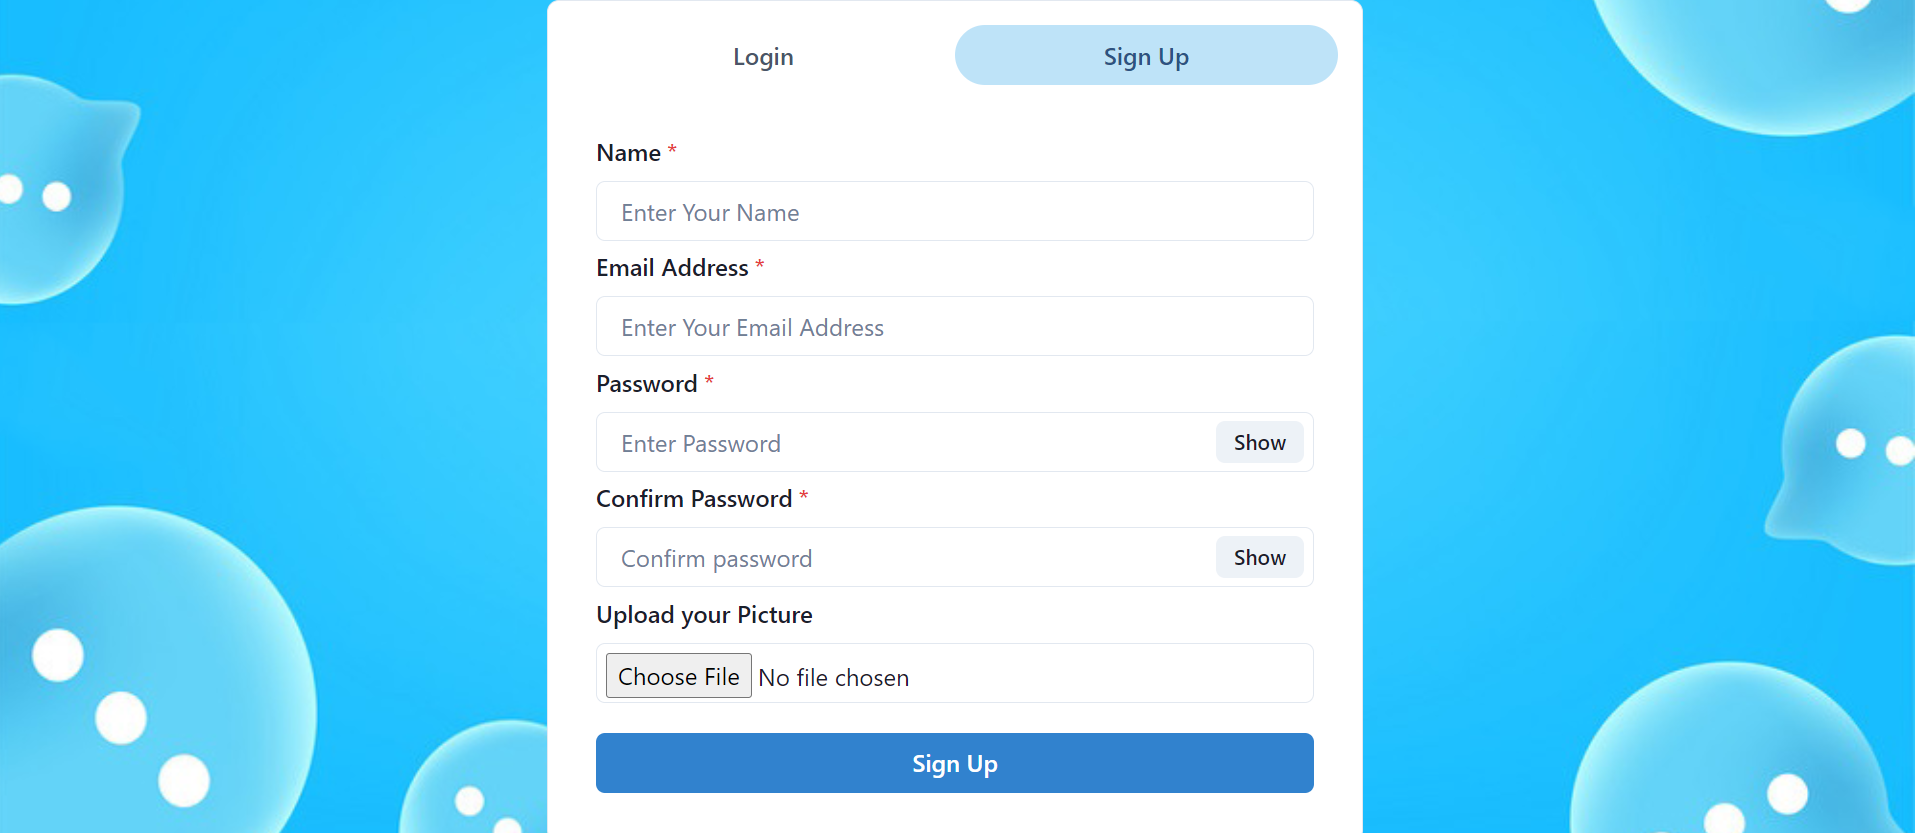 Login Sign Up
Name *
Enter Your Name
Email Address *
Enter Your Email Address
Password *
Enter Password Show
Confirm Password *
Confirm password Show
Upload your Picture
Choose File No file chosen
Sign Up